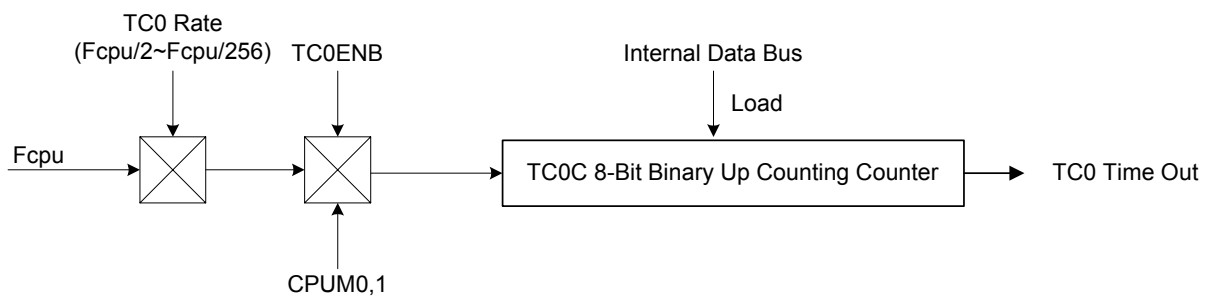 TC0 Rate
(Fcpu/2~Fcpu/256)
TC0ENB
Internal Data Bus
Load
Fcpu
TC0C 8-Bit Binary Up Counting Counter
TC0 Time Out
CPUM0,1